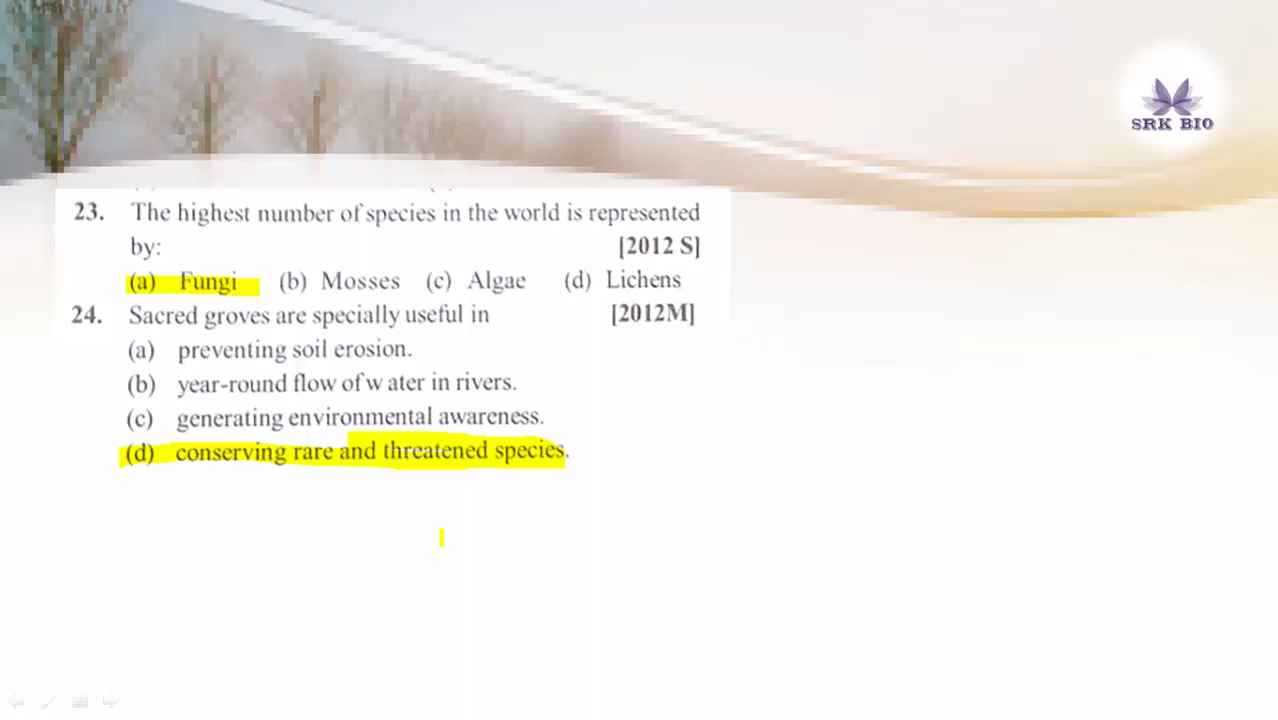 SRK BIO
23. The highest number of species in the world is represented
by: [2012 S]
(a) Fungi (b) Mosses (c) Algae (d) Lichens
24. Sacred groves are specially useful in [2012M]
(a) preventing soil erosion.
(b) year-round flow of w ater in rivers.
(c) generating environmental awareness.
(d) conserving rare and threatened species.